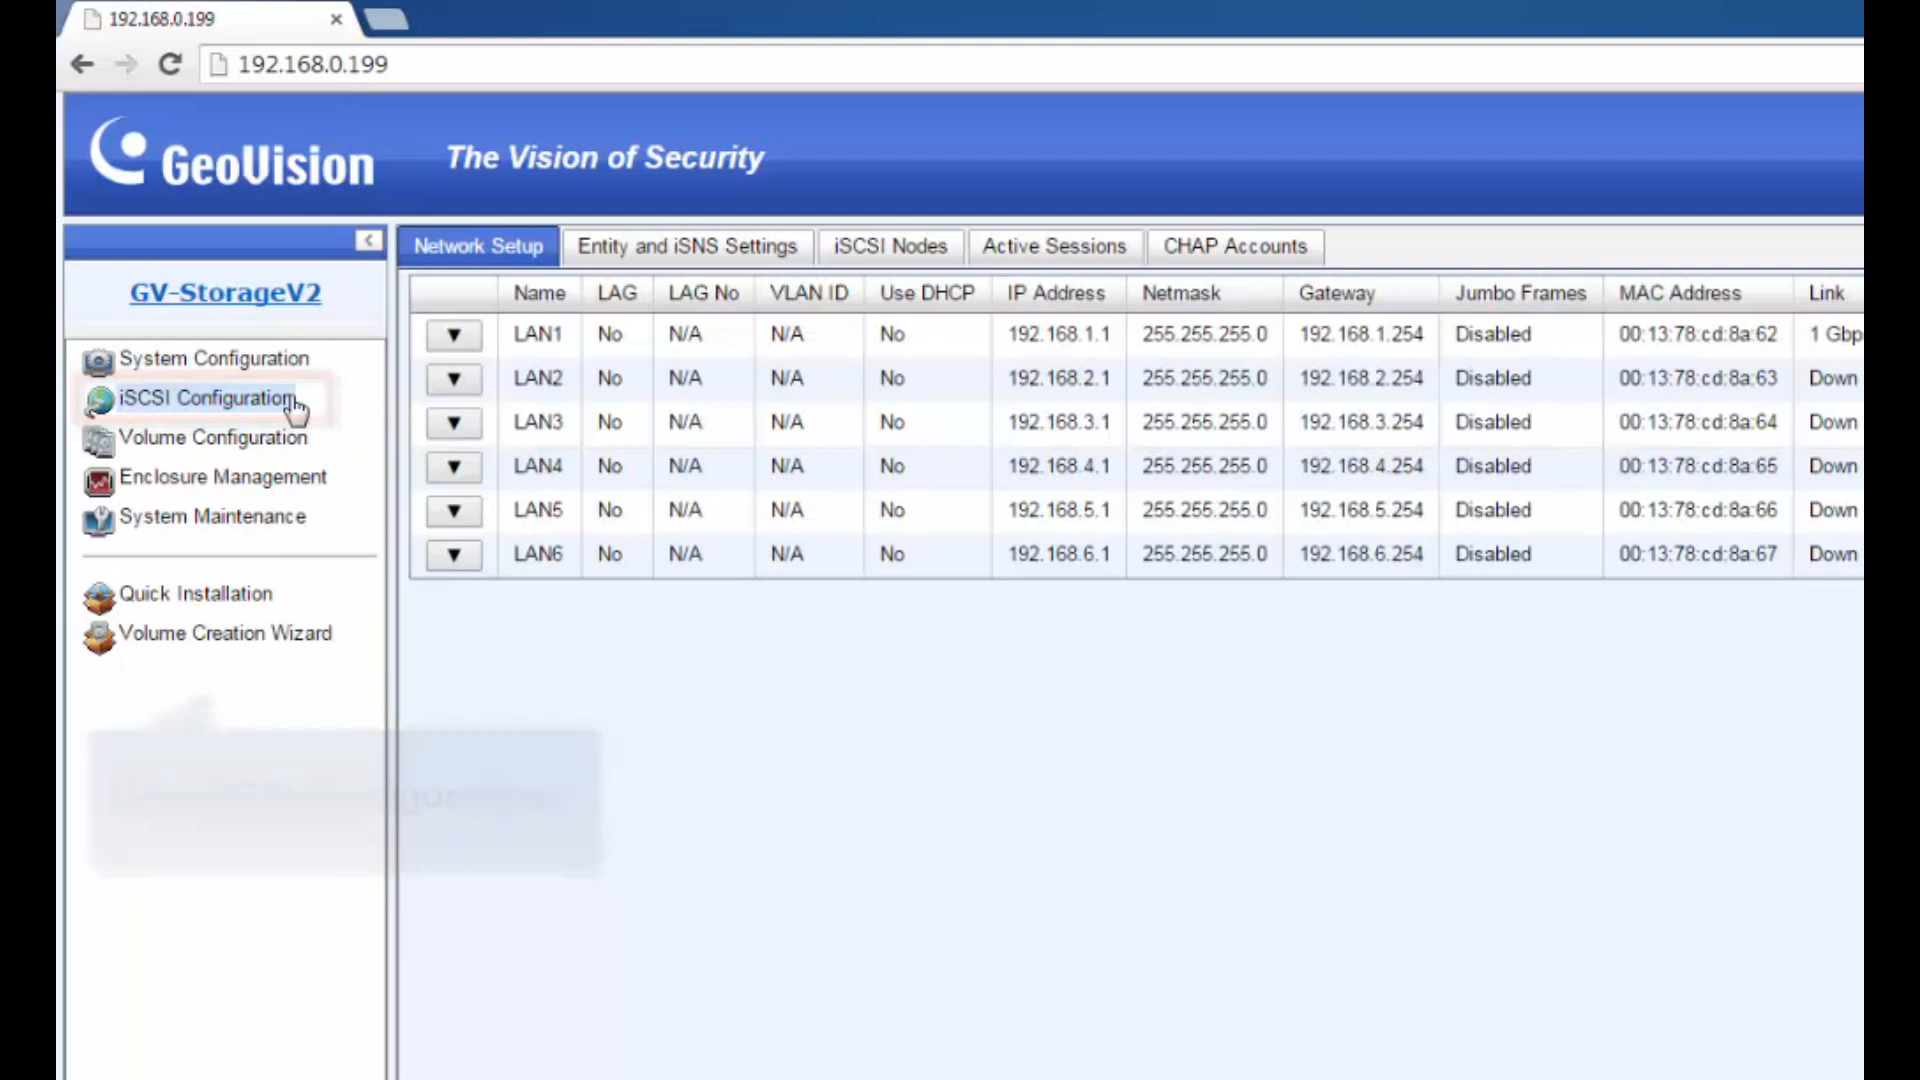 192.168.0.199
192.168.0.199
GeoVision
The Vision of Security
GV-StorageV2
System Configuration
iSCSI Configuration
Volume Configuration
Enclosure Management
System Maintenance
Quick Installation
Volume Creation Wizard
Network Setup Entity and iSNS Settings iSCSI Nodes Active Sessions CHAP Accounts
Name LAG LAG No VLAN ID Use DHCP IP Address Netmask Gateway Jumbo Frames MAC Address Link
LAN1 No N/A N/A No 192.168.1.1 255.255.255.0 192.168.1.254 Disabled 00:13:78:cd:8a:62 1 Gbp
LAN2 No N/A N/A No 192.168.2.1 255.255.255.0 192.168.2.254 Disabled 00:13:78:cd:8a:63 Down
LAN3 No N/A N/A No 192.168.3.1 255.255.255.0 192.168.3.254 Disabled 00:13:78:cd:8a:64 Down
LAN4 No N/A N/A No 192.168.4.1 255.255.255.0 192.168.4.254 Disabled 00:13:78:cd:8a:65 Down
LAN5 No N/A N/A No 192.168.5.1 255.255.255.0 192.168.5.254 Disabled 00:13:78:cd:8a:66 Down
LAN6 No N/A N/A No 192.168.6.1 255.255.255.0 192.168.6.254 Disabled 00:13:78:cd:8a:67 Down